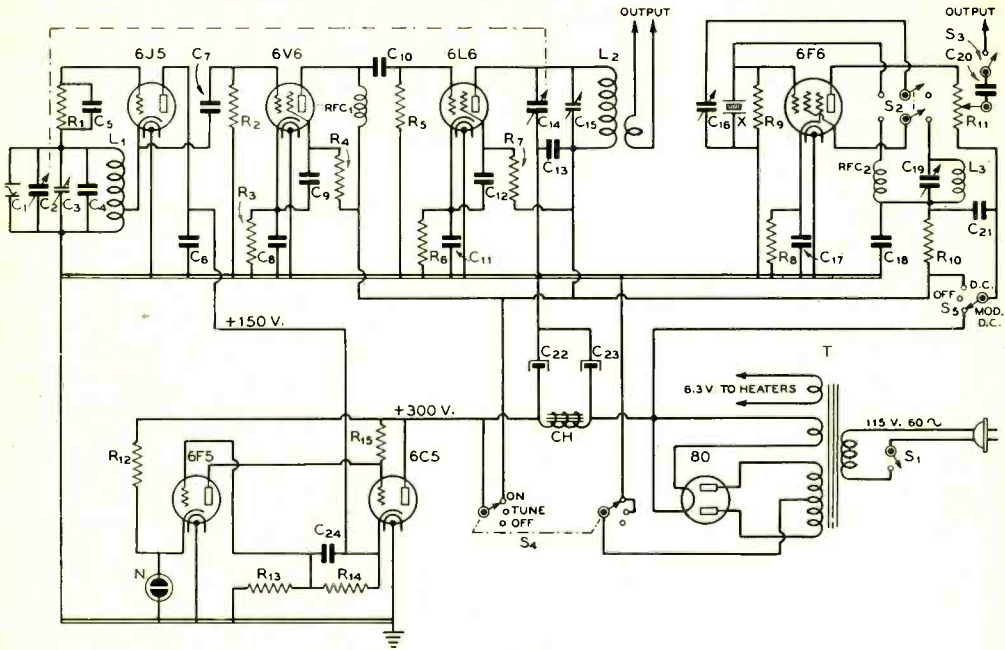 OUTPUT
OUTPUT
6J5
C7
6V6
C10
6L6
L2
6F6
S3
C20
R1
C5
L1
R2
RFC1
R4
R5
R7
C14
C15
C13
C16
X
R9
S2
R11
C1
C2
C3
C4
R3
C9
C12
RFC2
C19
L3
C6
C8
R6
C11
R8
C17
C18
R10
C21
D.C.
OFF
S5
MOD.
D.C.
+150 V.
C22
C23
T
6.3 V TO HEATERS
+300 V.
CH
115 V. 60 ~
R12
6F5
R15
6C5
80
S1
ON
TUNE
OFF
S4
C24
N
R13
R14